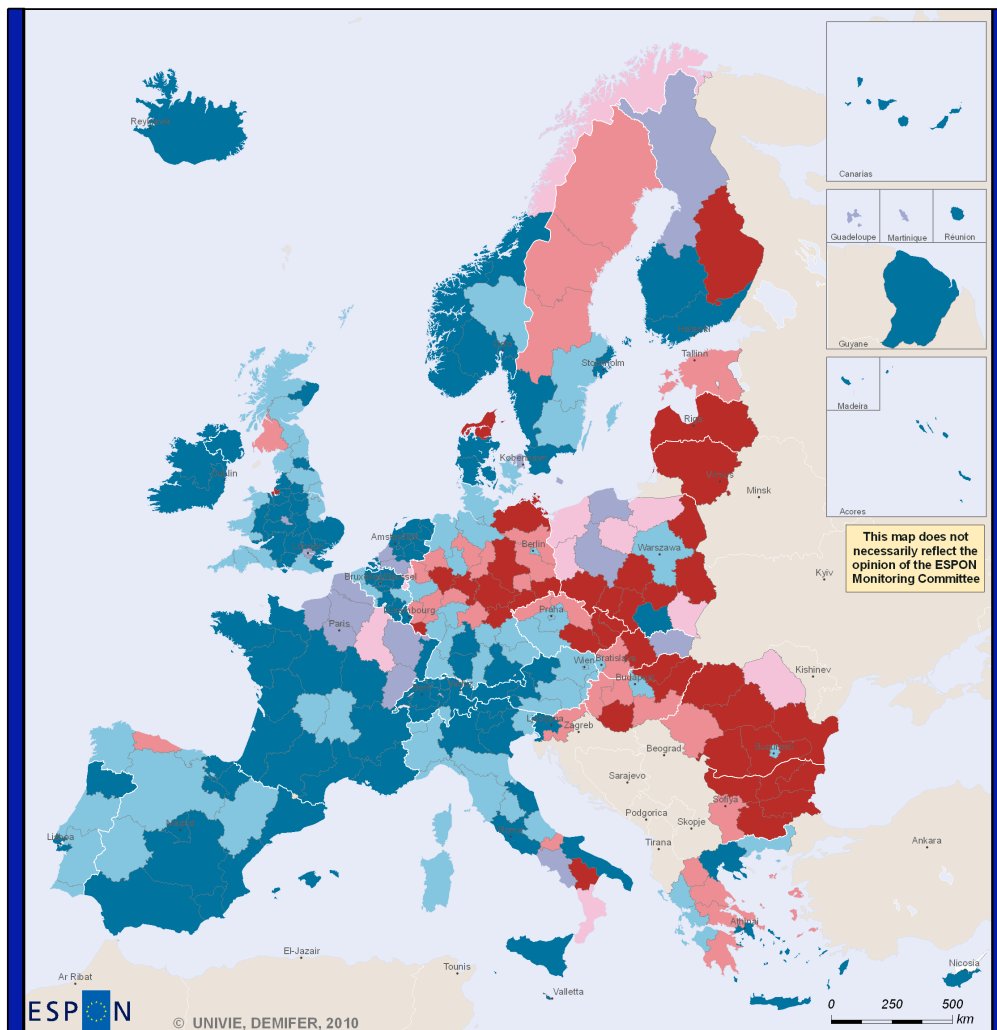 Reykjavik
Canarias
Guadeloupe
Martinique
Réunion
Guyane
Madeira
Acores
This map does not
necessarily reflect the
opinion of the ESPON
Monitoring Committee
Helsinki
Oslo
Stockholm
Tallinn
Riga
Vilnius
Minsk
Kobenhavn
Dublin
London
Amsterdam
Berlin
Warszawa
Kyiv
Luxembourg
Praha
Paris
Wien
Bratislava
Budapest
Kishinev
Ljubljana
Zagreb
Beograd
Bucuresti
Sarajevo
Podgorica
Sofiya
Skopje
Tirana
Ankara
Roma
Madrid
Lisboa
Athinai
El-Jazair
Tounis
Ar Ribat
Valletta
Nicosia
ESPON
© UNIVIE, DEMIFER, 2010
0 250 500
km